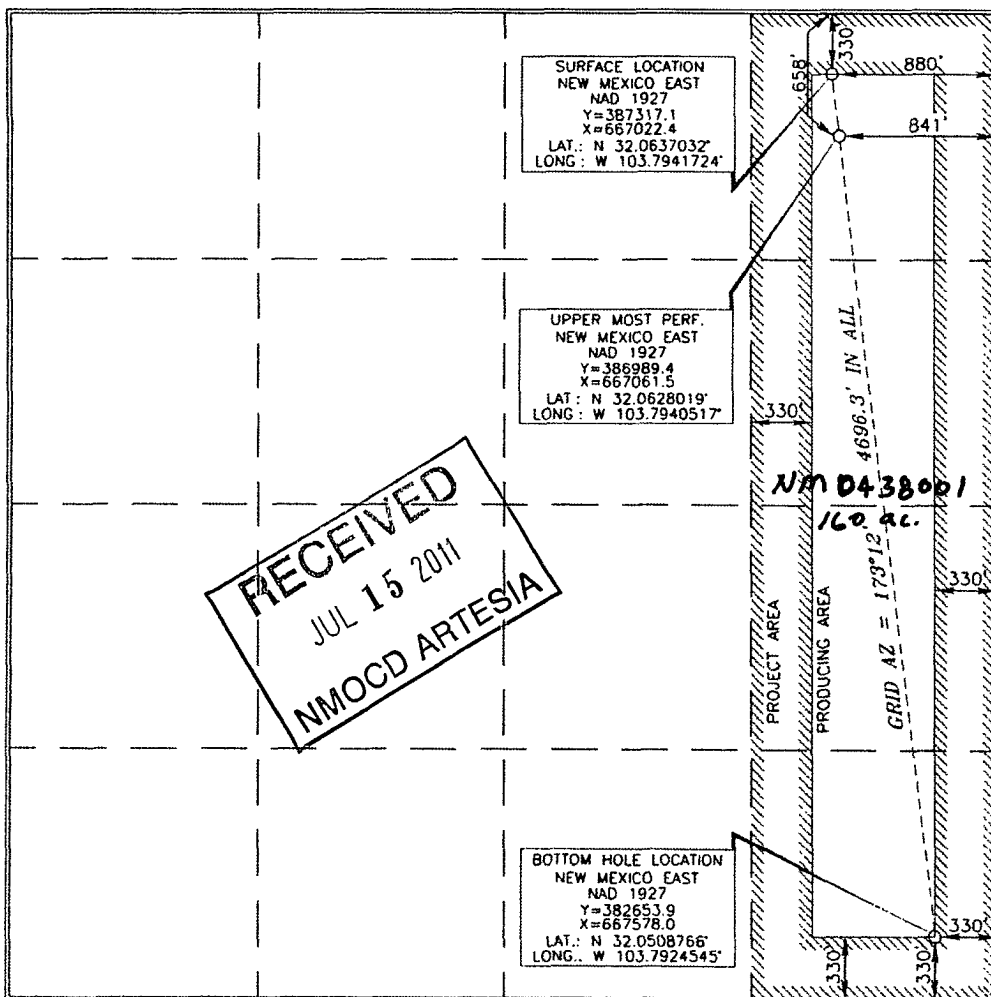 SURFACE LOCATION
NEW MEXICO EAST
NAD 1927
Y=387317.1
X=667022.4
LAT.: N 32.0637032°
LONG: W 103.7941724°
330'
658'
880'
841'
UPPER MOST PERF.
NEW MEXICO EAST
NAD 1927
Y=386989.4
X=667061.5
LAT: N 32.0628019°
LONG: W 103.7940517°
330'
GRID AZ = 173°12' 4696.3' IN ALL
NM 0438001
160. ac.
RECEIVED
JUL 15 2011
NMOCD ARTESIA
PROJECT AREA
PRODUCING AREA
330'
BOTTOM HOLE LOCATION
NEW MEXICO EAST
NAD 1927
Y=382653.9
X=667578.0
LAT.: N 32.0508766°
LONG.. W 103.7924545°
330'
330'
330'